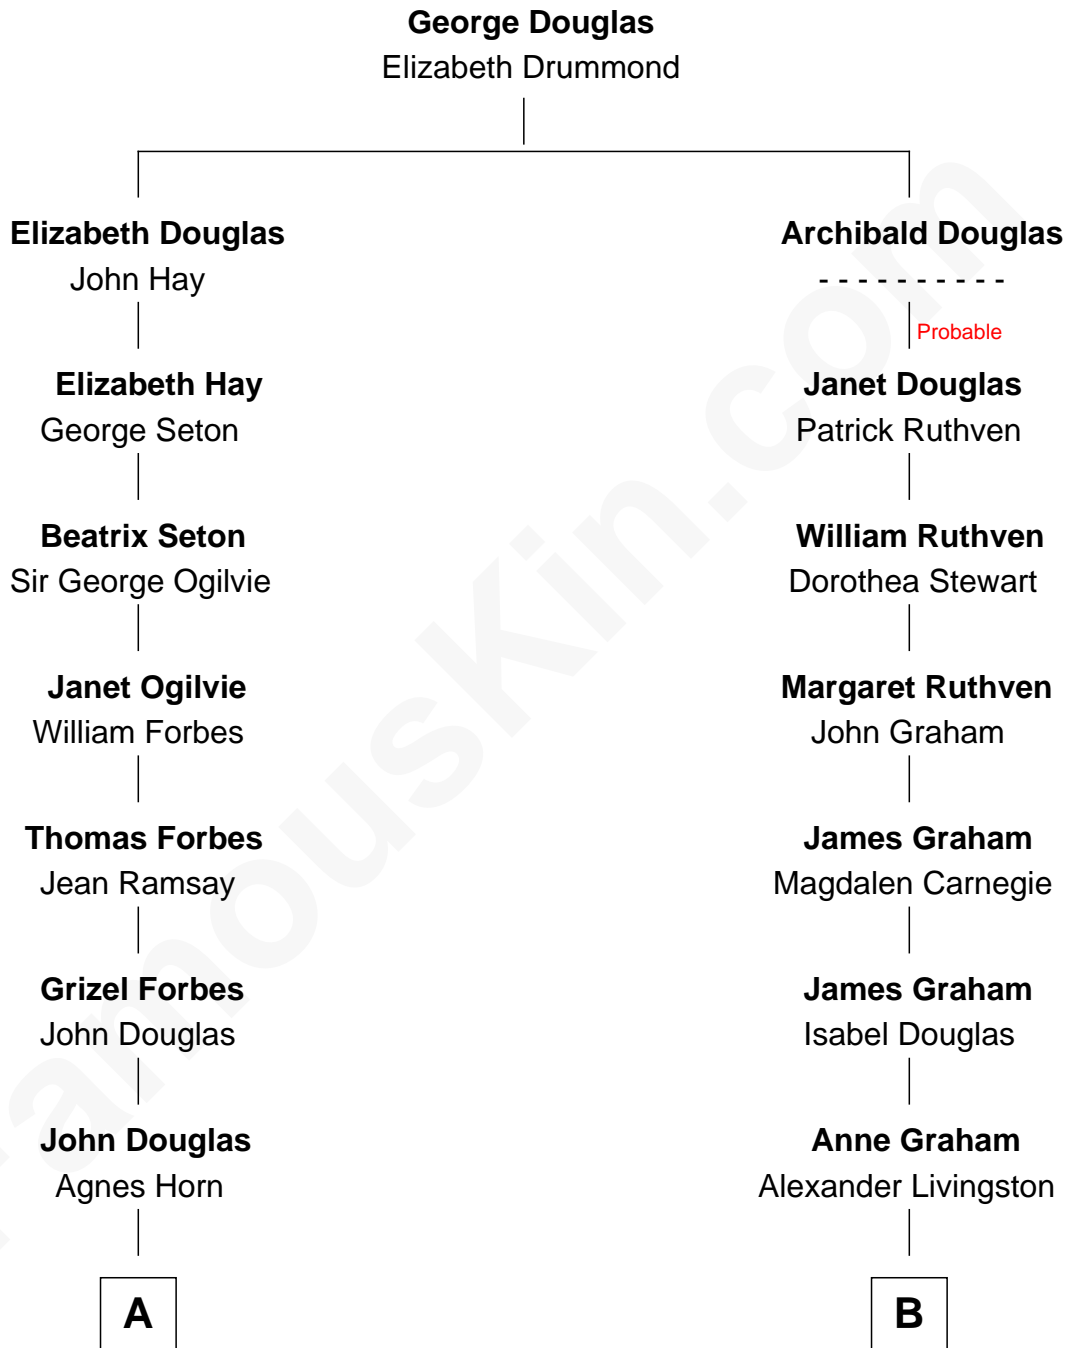 George Douglas
Elizabeth Drummond
Elizabeth Douglas
John Hay
Elizabeth Hay
George Seton
Beatrix Seton
Sir George Ogilvie
Janet Ogilvie
William Forbes
Thomas Forbes
Jean Ramsay
Grizel Forbes
John Douglas
John Douglas
Agnes Horn
A
Archibald Douglas
- - - - - - - - - -
Probable
Janet Douglas
Patrick Ruthven
William Ruthven
Dorothea Stewart
Margaret Ruthven
John Graham
James Graham
Magdalen Carnegie
James Graham
Isabel Douglas
Anne Graham
Alexander Livingston
B
FamousKin.com